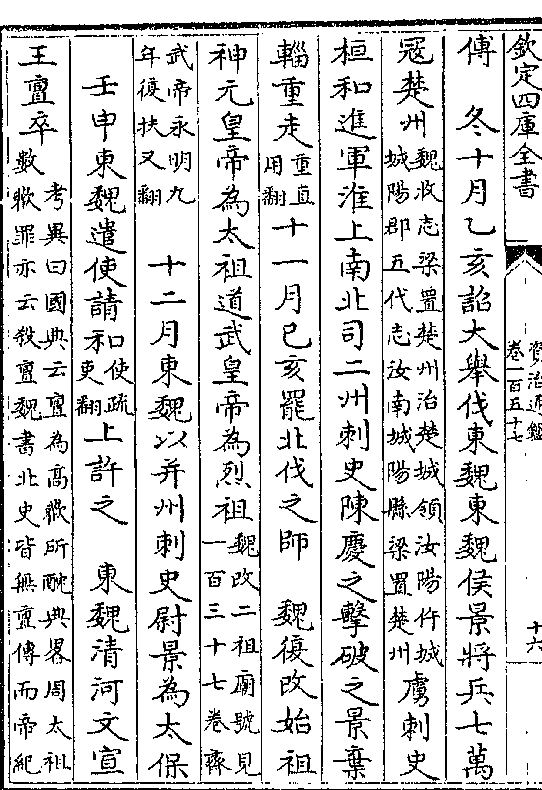 欽定四庫全書
資治通鑑
卷一百五十七
十六
傳　冬十月乙亥詔大舉伐東魏東魏侯景將兵七萬
寇楚州魏收志梁置楚州治楚城領汝陽仵城
城陽郡五代志汝南城陽縣梁置楚州虜刺史
桓和進軍淮上南北司二州刺史陳慶之擊破之景棄
輜重走重直
用翻十一月己亥罷北伐之師　魏復改始祖
神元皇帝為太祖道武皇帝為烈祖魏改二祖廟號見
一百三十七卷齊
武帝永明九
年復扶又翻　十二月東魏以并州刺史尉景為太保
壬申東魏遣使請和使疏
吏翻上許之　東魏清河文宣
王亶卒考異曰國典云亶為高歡所酖典畧周太祖
數歡罪亦云殺亶魏書北史皆無亶傳而帝紀